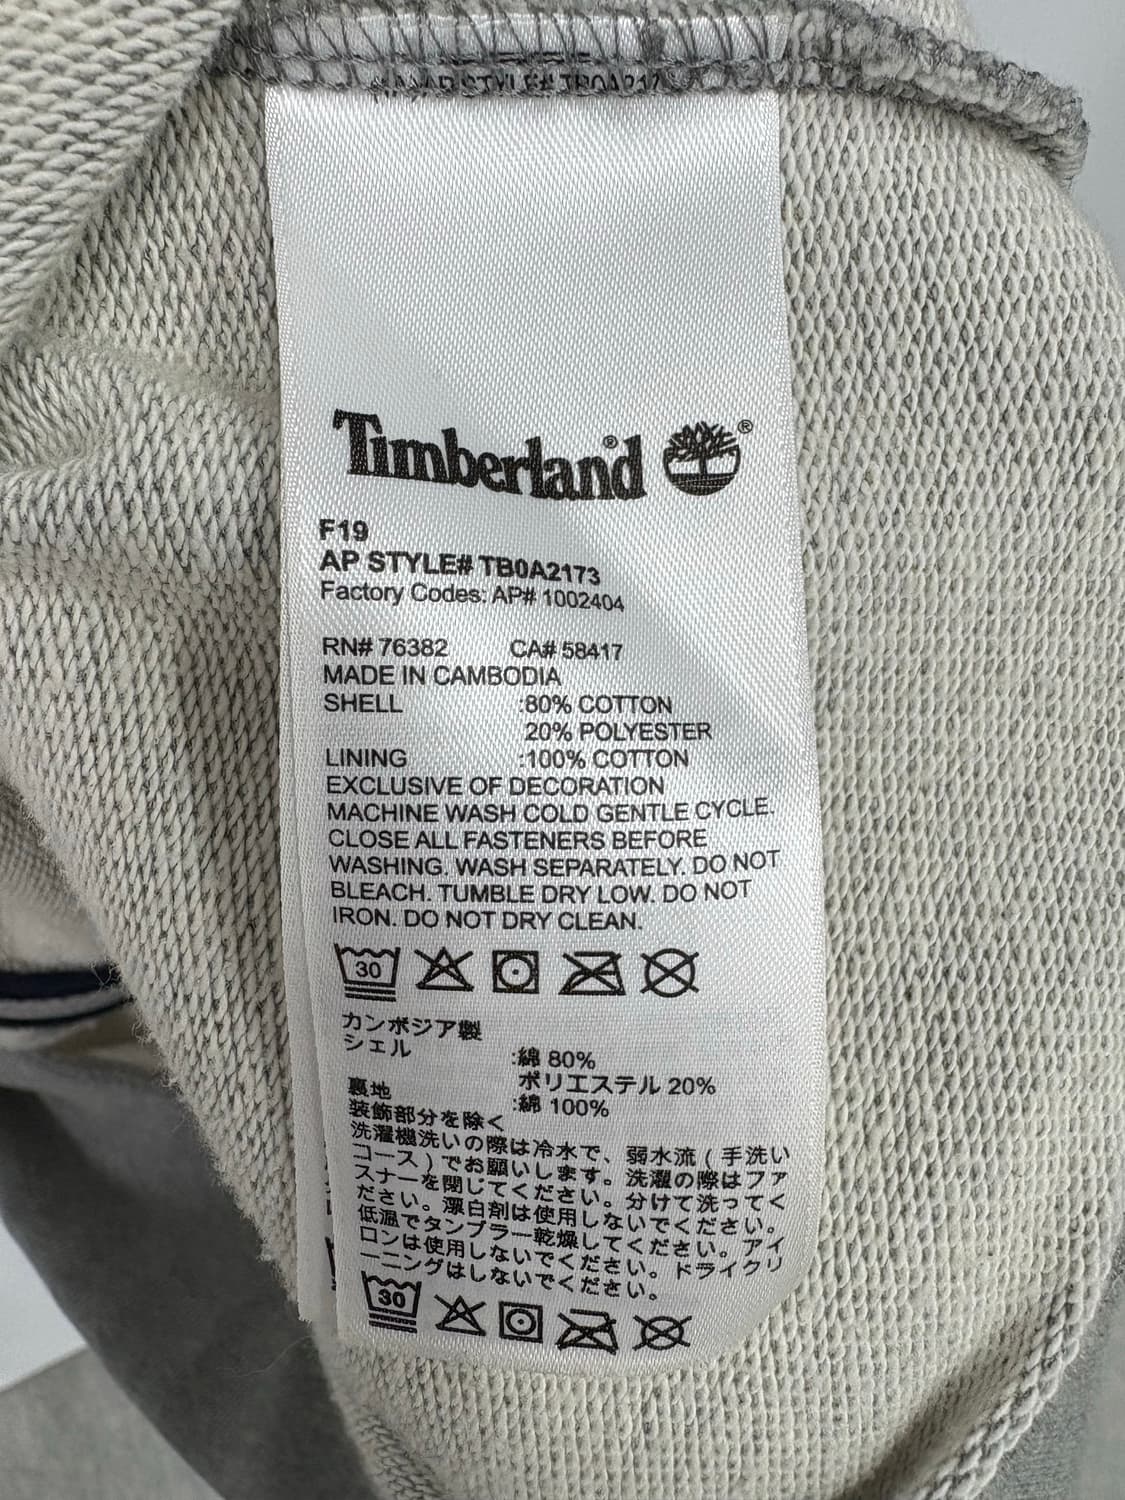 AP STYLE# TB0A217
Timberland® ®
F19
AP STYLE# TB0A2173
Factory Codes: AP# 1002404
RN# 76382 CA# 58417
MADE IN CAMBODIA
SHELL :80% COTTON
20% POLYESTER
LINING :100% COTTON
EXCLUSIVE OF DECORATION
MACHINE WASH COLD GENTLE CYCLE.
CLOSE ALL FASTENERS BEFORE
WASHING. WASH SEPARATELY. DO NOT
BLEACH. TUMBLE DRY LOW. DO NOT
IRON. DO NOT DRY CLEAN.
30
カンボジア製
シェル :綿 80%
ポリエステル 20%
裏地 :綿 100%
装飾部分を除く
洗濯機洗いの際は冷水で、弱水流 ( 手洗い
コース ) でお願いします。洗濯の際はファ
スナーを閉じてください。分けて洗ってく
ださい。漂白剤は使用しないでください。
低温でタンブラー乾燥してください。アイ
ロンは使用しないでください。ドライクリ
ーニングはしないでください。
30